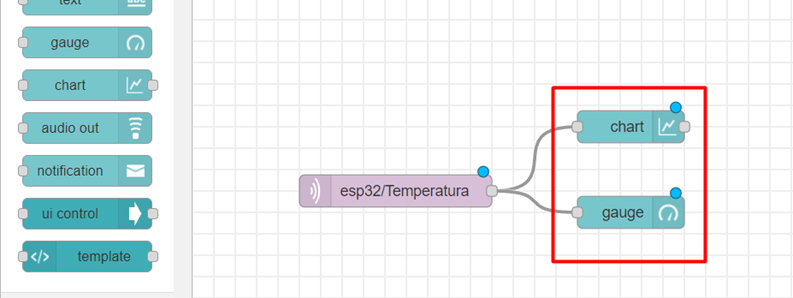 text
gauge
chart
audio out
notification
ui control
template
esp32/Temperatura
chart
gauge